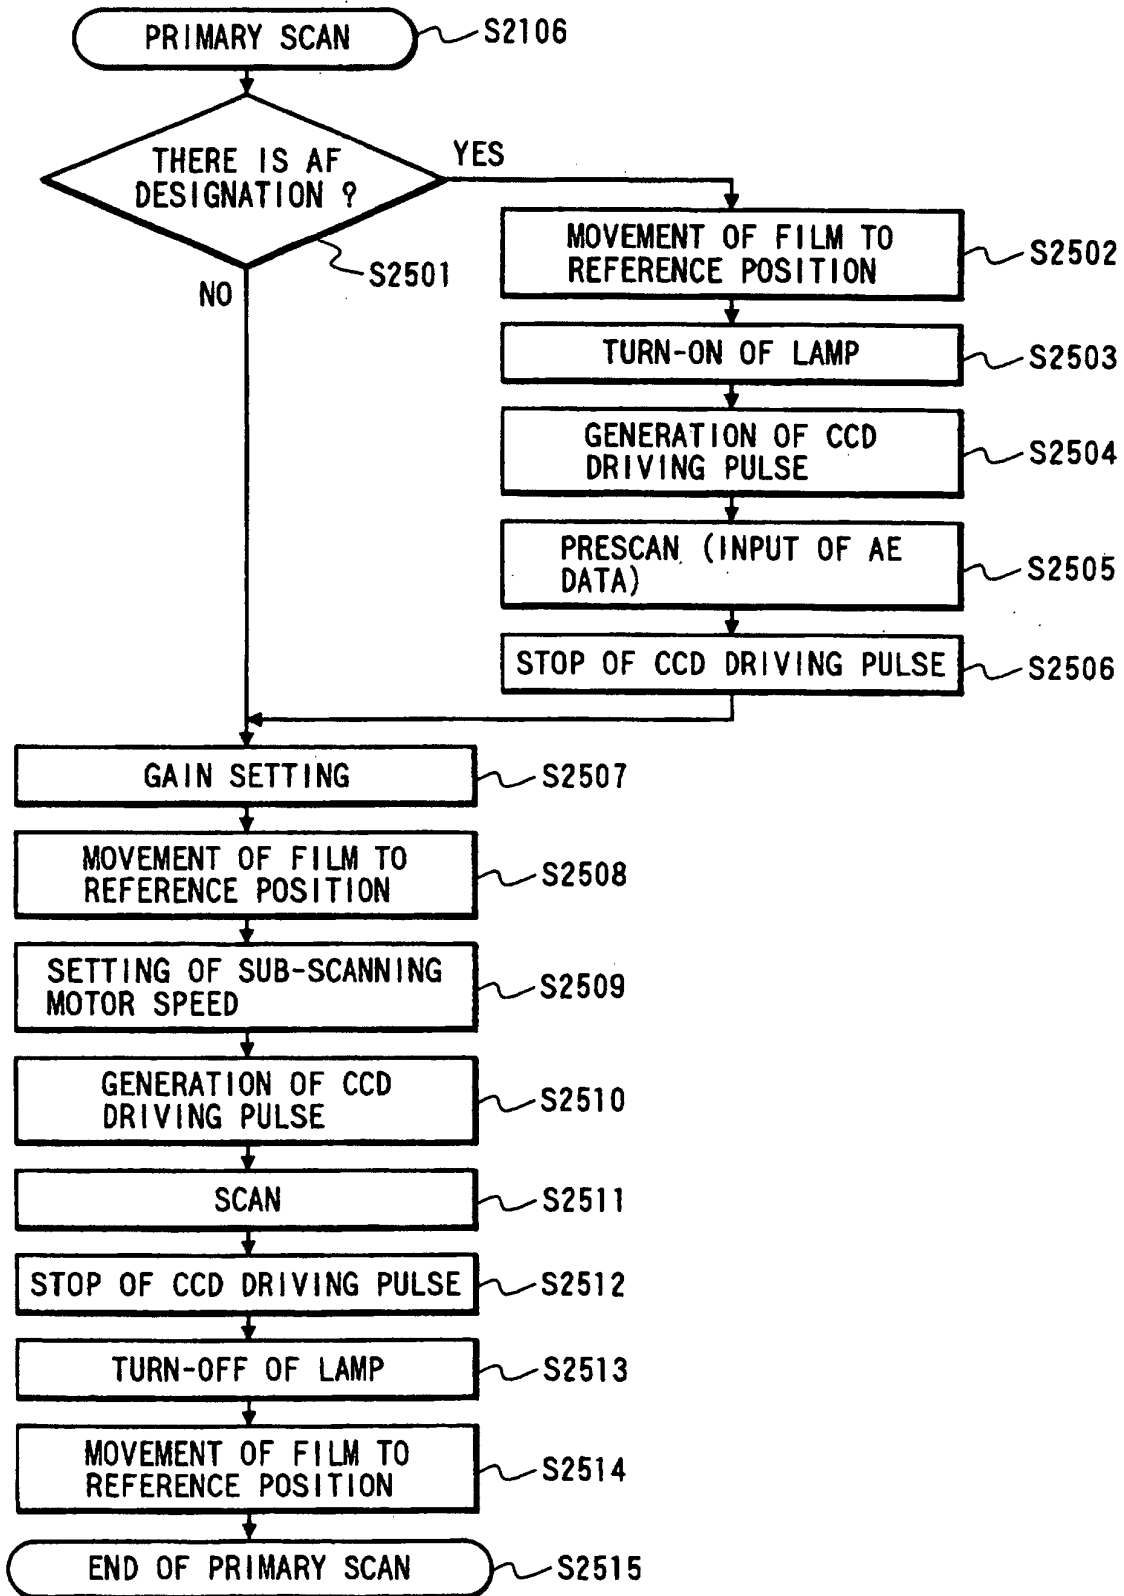 PRIMARY SCAN
S2106
THERE IS AF
DESIGNATION ?
YES
S2501
NO
MOVEMENT OF FILM TO
REFERENCE POSITION
S2502
TURN-ON OF LAMP
S2503
GENERATION OF CCD
DRIVING PULSE
S2504
PRESCAN (INPUT OF AE
DATA)
S2505
STOP OF CCD DRIVING PULSE
S2506
GAIN SETTING
S2507
MOVEMENT OF FILM TO
REFERENCE POSITION
S2508
SETTING OF SUB-SCANNING
MOTOR SPEED
S2509
GENERATION OF CCD
DRIVING PULSE
S2510
SCAN
S2511
STOP OF CCD DRIVING PULSE
S2512
TURN-OFF OF LAMP
S2513
MOVEMENT OF FILM TO
REFERENCE POSITION
S2514
END OF PRIMARY SCAN
S2515